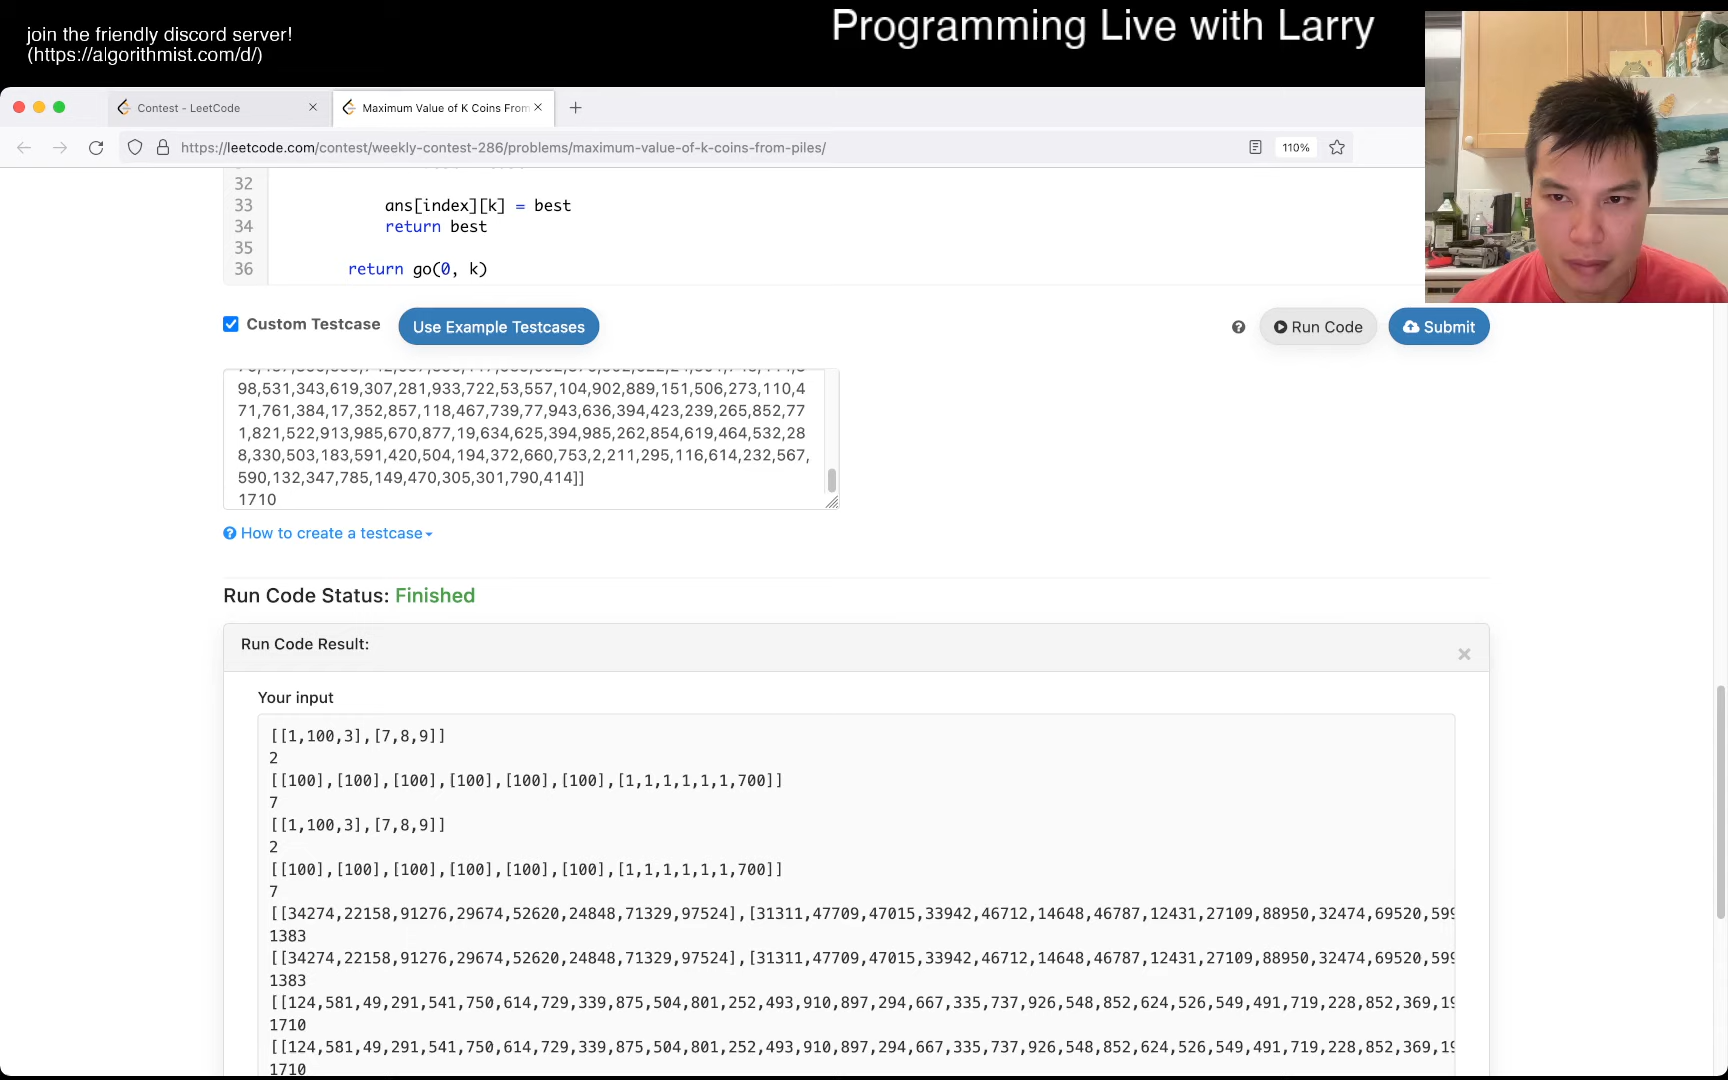 Programming Live with Larry
join the friendly discord server!
(https://algorithmist.com/d/)
Contest - LeetCode
Maximum Value of K Coins From
https://leetcode.com/contest/weekly-contest-286/problems/maximum-value-of-k-coins-from-piles/
110%
32
33 ans[index][k] = best
34 return best
35
36 return go(0, k)
Custom Testcase
Use Example Testcases
Run Code
Submit
98,531,343,619,307,281,933,722,53,557,104,902,889,151,506,273,110,4
71,761,384,17,352,857,118,467,739,77,943,636,394,423,239,265,852,77
1,821,522,913,985,670,877,19,634,625,394,985,262,854,619,464,532,28
8,330,503,183,591,420,504,194,372,660,753,2,211,295,116,614,232,567,
590,132,347,785,149,470,305,301,790,414]]
1710
How to create a testcase
Run Code Status: Finished
Run Code Result:
Your input
[[1,100,3],[7,8,9]]
2
[[100],[100],[100],[100],[100],[100],[1,1,1,1,1,1,700]]
7
[[1,100,3],[7,8,9]]
2
[[100],[100],[100],[100],[100],[100],[1,1,1,1,1,1,700]]
7
[[34274,22158,91276,29674,52620,24848,71329,97524],[31311,47709,47015,33942,46712,14648,46787,12431,27109,88950,32474,69520,599
1383
[[34274,22158,91276,29674,52620,24848,71329,97524],[31311,47709,47015,33942,46712,14648,46787,12431,27109,88950,32474,69520,599
1383
[[124,581,49,291,541,750,614,729,339,875,504,801,252,493,910,897,294,667,335,737,926,548,852,624,526,549,491,719,228,852,369,19
1710
[[124,581,49,291,541,750,614,729,339,875,504,801,252,493,910,897,294,667,335,737,926,548,852,624,526,549,491,719,228,852,369,19
1710